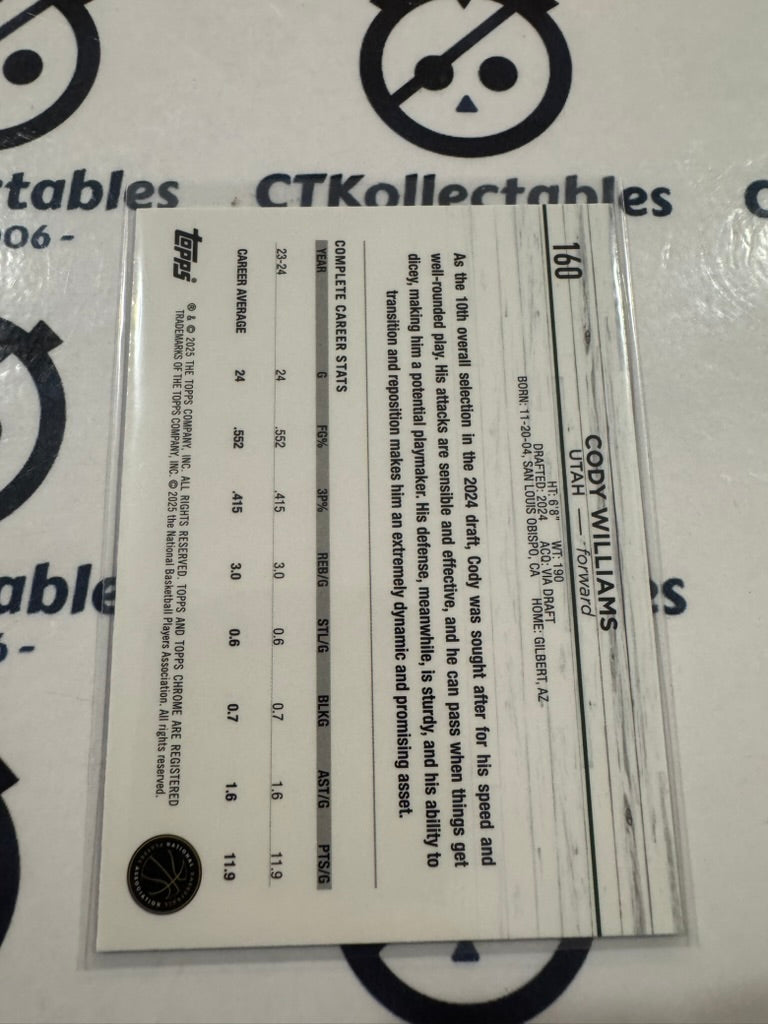 ctables
CTKollectables
006 -
160
CODY WILLIAMS
UTAH — forward
HT: 6'8" WT: 190
DRAFTED: 2024 ACQ: VIA DRAFT
BORN: 11-20-04, SAN LOUIS OBISPO, CA HOME: GILBERT, AZ
As the 10th overall selection in the 2024 draft, Cody was sought after for his speed and
well-rounded play. His attacks are sensible and effective, and he can pass when things get
dicey, making him a potential playmaker. His defense, meanwhile, is sturdy, and his ability to
transition and reposition makes him an extremely dynamic and promising asset.
COMPLETE CAREER STATS
YEAR G FG% 3P% REB/G STL/G BLKG AST/G PTS/G
23-24 24 .552 .415 3.0 0.6 0.7 1.6 11.9
CAREER AVERAGE 24 .552 .415 3.0 0.6 0.7 1.6 11.9
topps
® & © 2025 THE TOPPS COMPANY, INC. ALL RIGHTS RESERVED. TOPPS AND TOPPS CHROME ARE REGISTERED
TRADEMARKS OF THE TOPPS COMPANY, INC. © 2025 the National Basketball Players Association. All rights reserved.
NATIONAL BASKETBALL PLAYERS ASSOCIATION
able
es
6 -